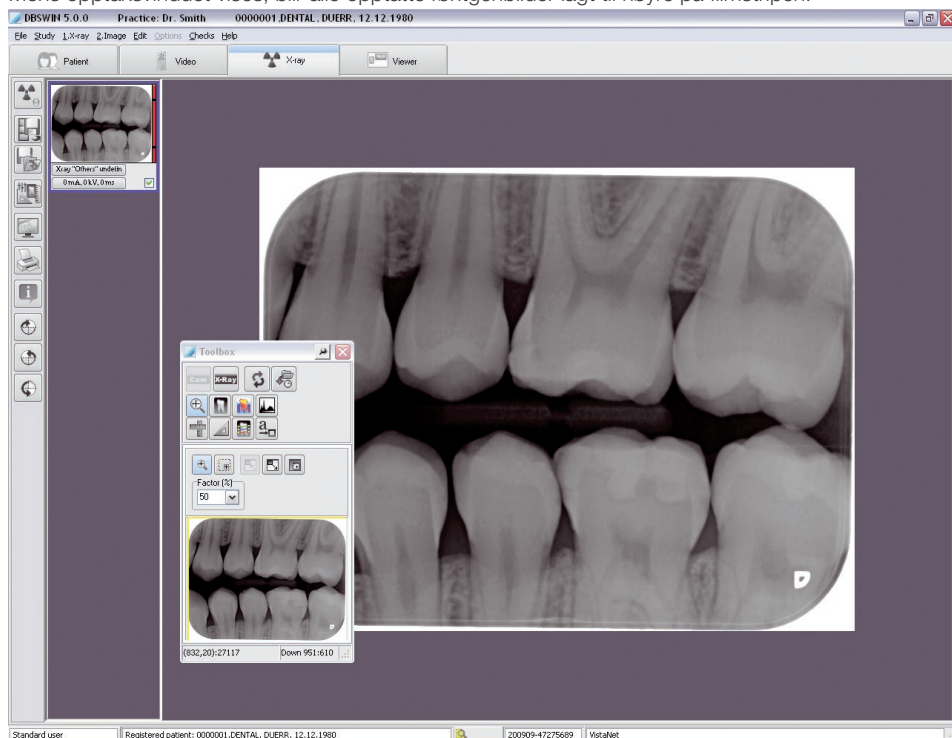 DBSWIN 5.0.0 Practice: Dr. Smith 0000001,DENTAL, DUERR, 12.12.1980
File Study 1.X-ray 2.Image Edit Options Checks Help
Patient Video X-ray Viewer
Xray "Others" undefin
0mA, 0kV, 0ms
Toolbox
Cam X-Ray
a
Factor (%)
50
(832,20):27117 Down 951:610
D
Standard user Registered patient: 0000001,DENTAL, DUERR, 12.12.1980 200909-47275689 VistaNet